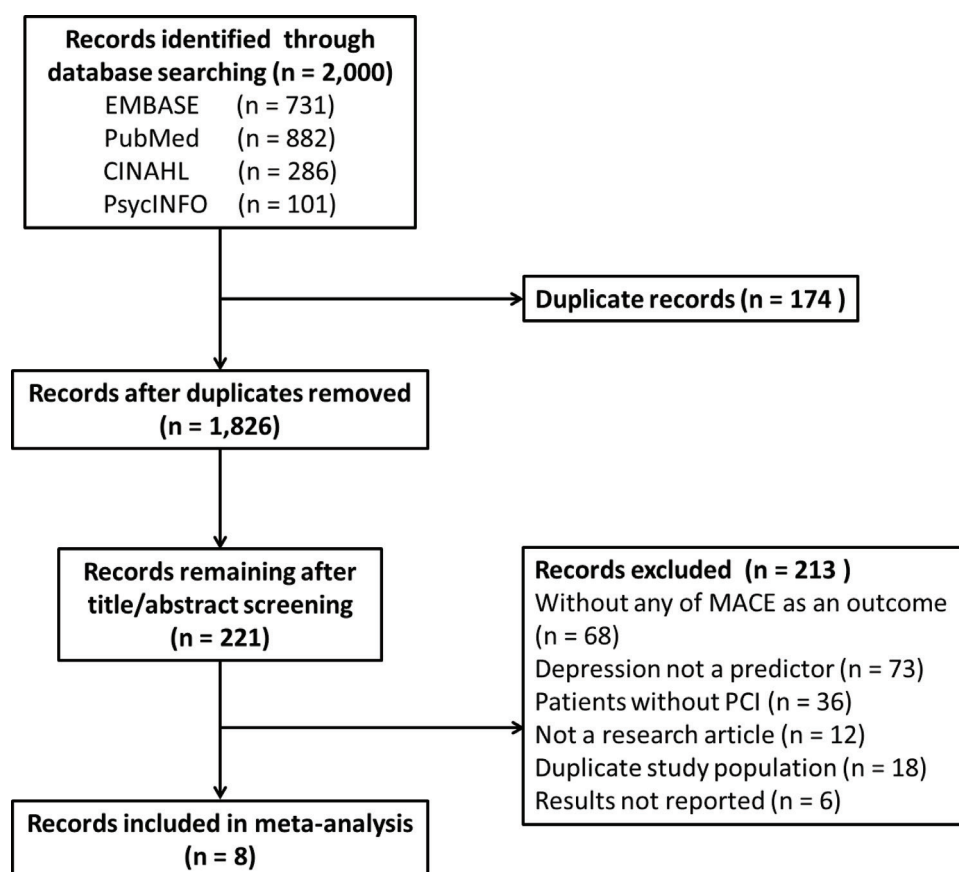 Records identified through
database searching (n = 2,000)
EMBASE (n = 731)
PubMed (n = 882)
CINAHL (n = 286)
PsycINFO (n = 101)
Duplicate records (n = 174 )
Records after duplicates removed
(n = 1,826)
Records remaining after
title/abstract screening
(n = 221)
Records excluded (n = 213 )
Without any of MACE as an outcome
(n = 68)
Depression not a predictor (n = 73)
Patients without PCI (n = 36)
Not a research article (n = 12)
Duplicate study population (n = 18)
Results not reported (n = 6)
Records included in meta-analysis
(n = 8)